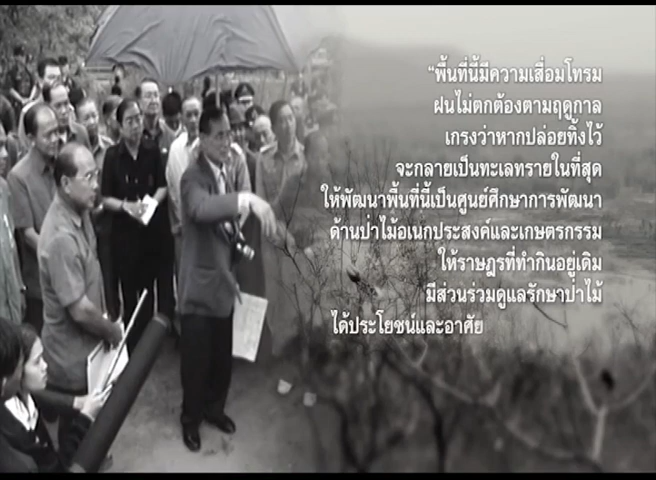 “พื้นที่นี้มีความเสื่อมโทรม
ฝนไม่ตกต้องตามฤดูกาล
เกรงว่าหากปล่อยทิ้งไว้
จะกลายเป็นทะเลทรายในที่สุด
ให้พัฒนาพื้นที่นี้เป็นศูนย์ศึกษาการพัฒนา
ด้านป่าไม้อเนกประสงค์และเกษตรกรรม
ให้ราษฎรที่ทำกินอยู่เดิม
มีส่วนร่วมดูแลรักษาป่าไม้
ได้ประโยชน์และอาศัย